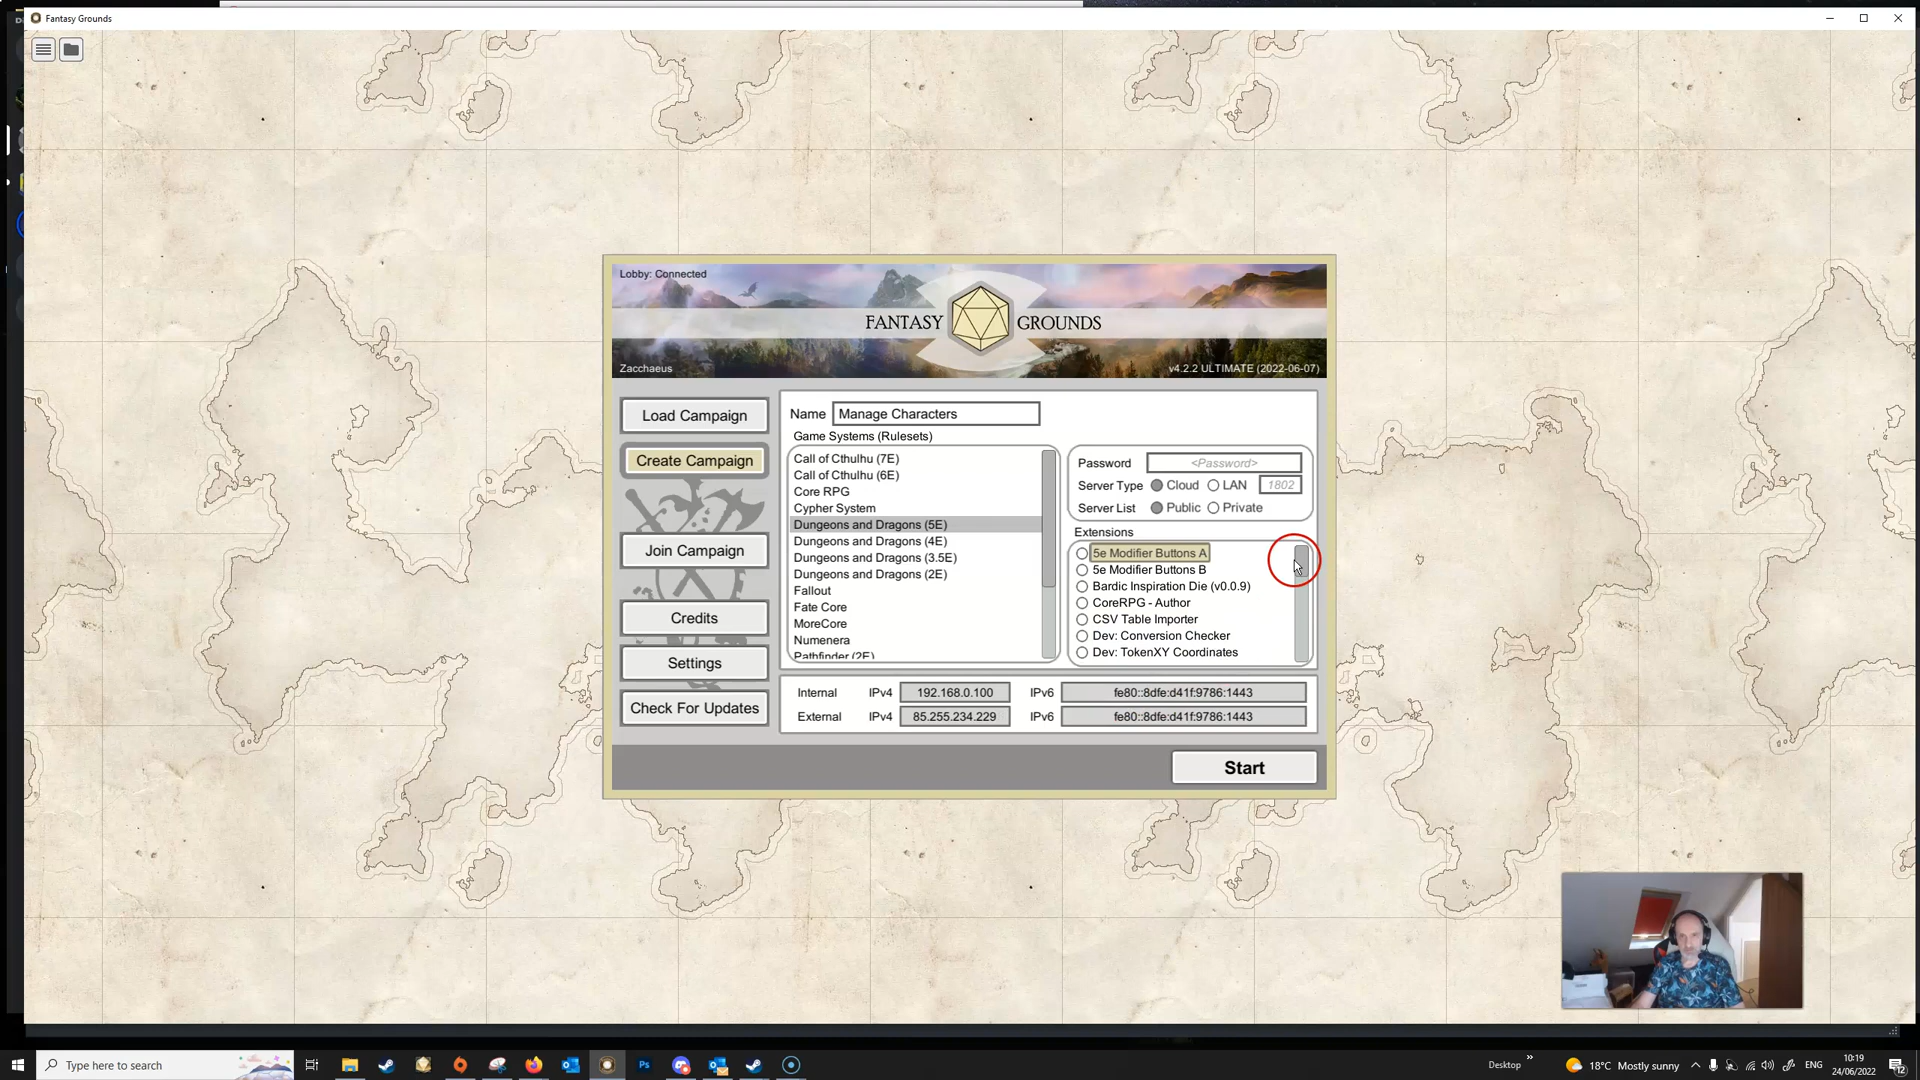 Fantasy Grounds
Lobby: Connected
FANTASY GROUNDS
Zacchaeus
v4.2.2 ULTIMATE (2022-06-07)
Load Campaign
Create Campaign
Join Campaign
Credits
Settings
Check For Updates
Name Manage Characters
Game Systems (Rulesets)
Call of Cthulhu (7E)
Call of Cthulhu (6E)
Core RPG
Cypher System
Dungeons and Dragons (5E)
Dungeons and Dragons (4E)
Dungeons and Dragons (3.5E)
Dungeons and Dragons (2E)
Fallout
Fate Core
MoreCore
Numenera
Pathfinder (2E)
Password <Password>
Server Type Cloud LAN 1802
Server List Public Private
Extensions
5e Modifier Buttons A
5e Modifier Buttons B
Bardic Inspiration Die (v0.0.9)
CoreRPG - Author
CSV Table Importer
Dev: Conversion Checker
Dev: TokenXY Coordinates
Internal IPv4 192.168.0.100 IPv6 fe80::8dfe:d41f:9786:1443
External IPv4 85.255.234.229 IPv6 fe80::8dfe:d41f:9786:1443
Start
Type here to search
Desktop
18°C Mostly sunny
ENG
10:19
24/06/2022